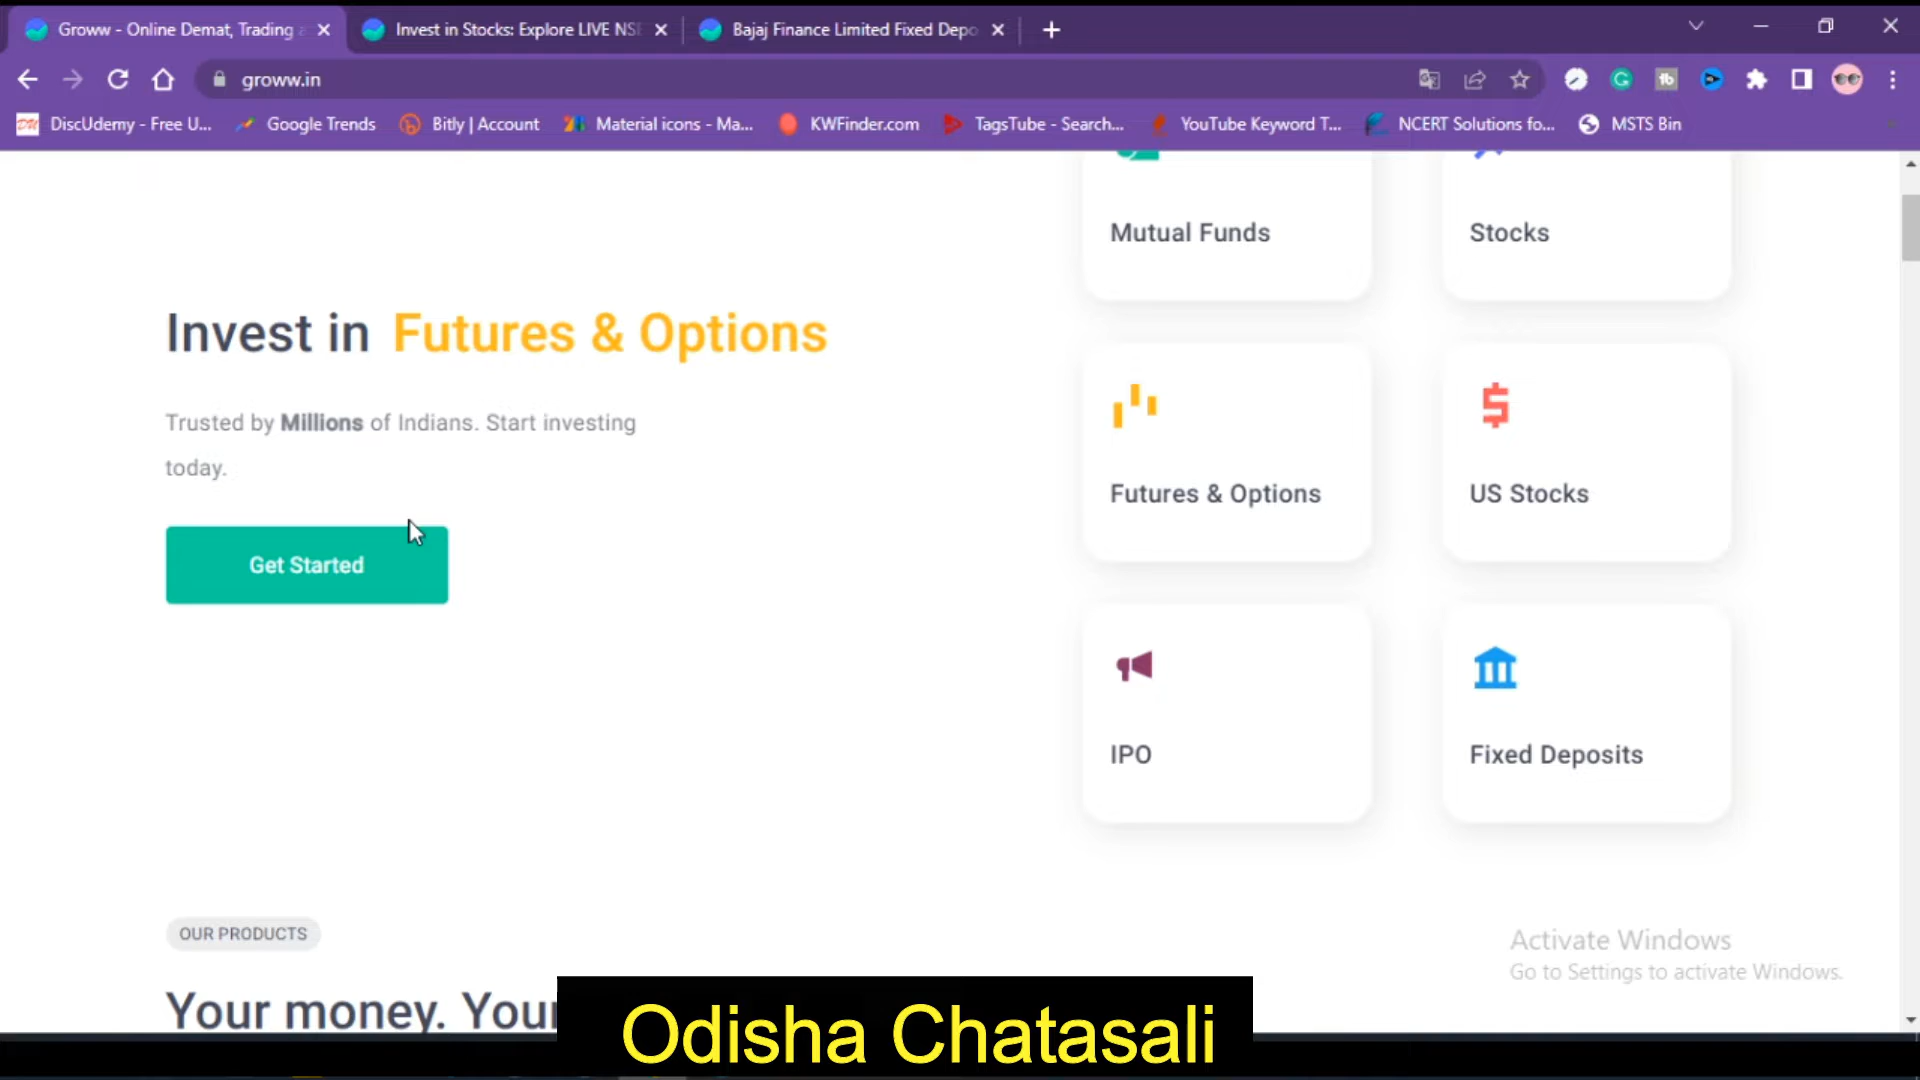 Groww - Online Demat, Trading a
Invest in Stocks: Explore LIVE NSE
Bajaj Finance Limited Fixed Depo
groww.in
DiscUdemy - Free U...
Google Trends
Bitly | Account
Material icons - Ma...
KWFinder.com
TagsTube - Search...
YouTube Keyword T...
NCERT Solutions fo...
MSTS Bin
Mutual Funds
Stocks
Invest in Futures & Options
Trusted by Millions of Indians. Start investing
today.
Get Started
Futures & Options
US Stocks
IPO
Fixed Deposits
OUR PRODUCTS
Your money. Your
Activate Windows
Go to Settings to activate Windows.
Odisha Chatasali